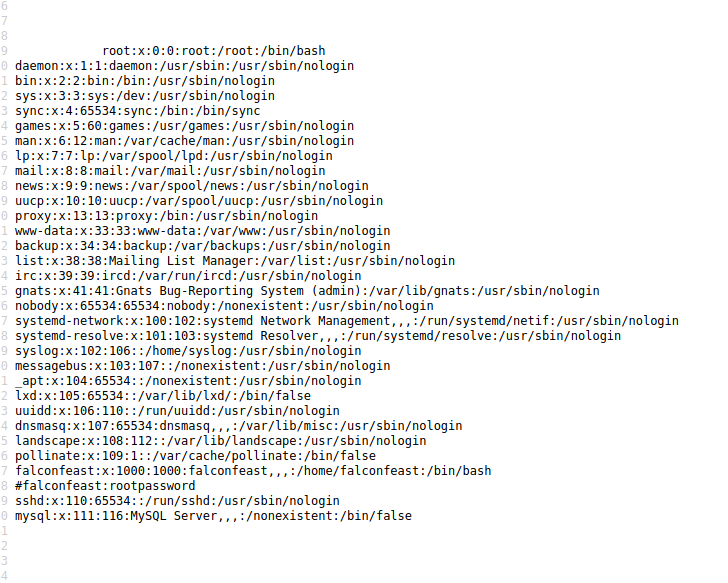 6
7
8
9 root:x:0:0:root:/root:/bin/bash
0 daemon:x:1:1:daemon:/usr/sbin:/usr/sbin/nologin
1 bin:x:2:2:bin:/bin:/usr/sbin/nologin
2 sys:x:3:3:sys:/dev:/usr/sbin/nologin
3 sync:x:4:65534:sync:/bin:/bin/sync
4 games:x:5:60:games:/usr/games:/usr/sbin/nologin
5 man:x:6:12:man:/var/cache/man:/usr/sbin/nologin
6 lp:x:7:7:lp:/var/spool/lpd:/usr/sbin/nologin
7 mail:x:8:8:mail:/var/mail:/usr/sbin/nologin
8 news:x:9:9:news:/var/spool/news:/usr/sbin/nologin
9 uucp:x:10:10:uucp:/var/spool/uucp:/usr/sbin/nologin
0 proxy:x:13:13:proxy:/bin:/usr/sbin/nologin
1 www-data:x:33:33:www-data:/var/www:/usr/sbin/nologin
2 backup:x:34:34:backup:/var/backups:/usr/sbin/nologin
3 list:x:38:38:Mailing List Manager:/var/list:/usr/sbin/nologin
4 irc:x:39:39:ircd:/var/run/ircd:/usr/sbin/nologin
5 gnats:x:41:41:Gnats Bug-Reporting System (admin):/var/lib/gnats:/usr/sbin/nologin
6 nobody:x:65534:65534:nobody:/nonexistent:/usr/sbin/nologin
7 systemd-network:x:100:102:systemd Network Management,,,:/run/systemd/netif:/usr/sbin/nologin
8 systemd-resolve:x:101:103:systemd Resolver,,,:/run/systemd/resolve:/usr/sbin/nologin
9 syslog:x:102:106::/home/syslog:/usr/sbin/nologin
0 messagebus:x:103:107::/nonexistent:/usr/sbin/nologin
1 _apt:x:104:65534::/nonexistent:/usr/sbin/nologin
2 lxd:x:105:65534::/var/lib/lxd/:/bin/false
3 uuidd:x:106:110::/run/uuidd:/usr/sbin/nologin
4 dnsmasq:x:107:65534:dnsmasq,,,:/var/lib/misc:/usr/sbin/nologin
5 landscape:x:108:112::/var/lib/landscape:/usr/sbin/nologin
6 pollinate:x:109:1::/var/cache/pollinate:/bin/false
7 falconfeast:x:1000:1000:falconfeast,,,:/home/falconfeast:/bin/bash
8 #falconfeast:rootpassword
9 sshd:x:110:65534::/run/sshd:/usr/sbin/nologin
0 mysql:x:111:116:MySQL Server,,,:/nonexistent:/bin/false
1
2
3
4